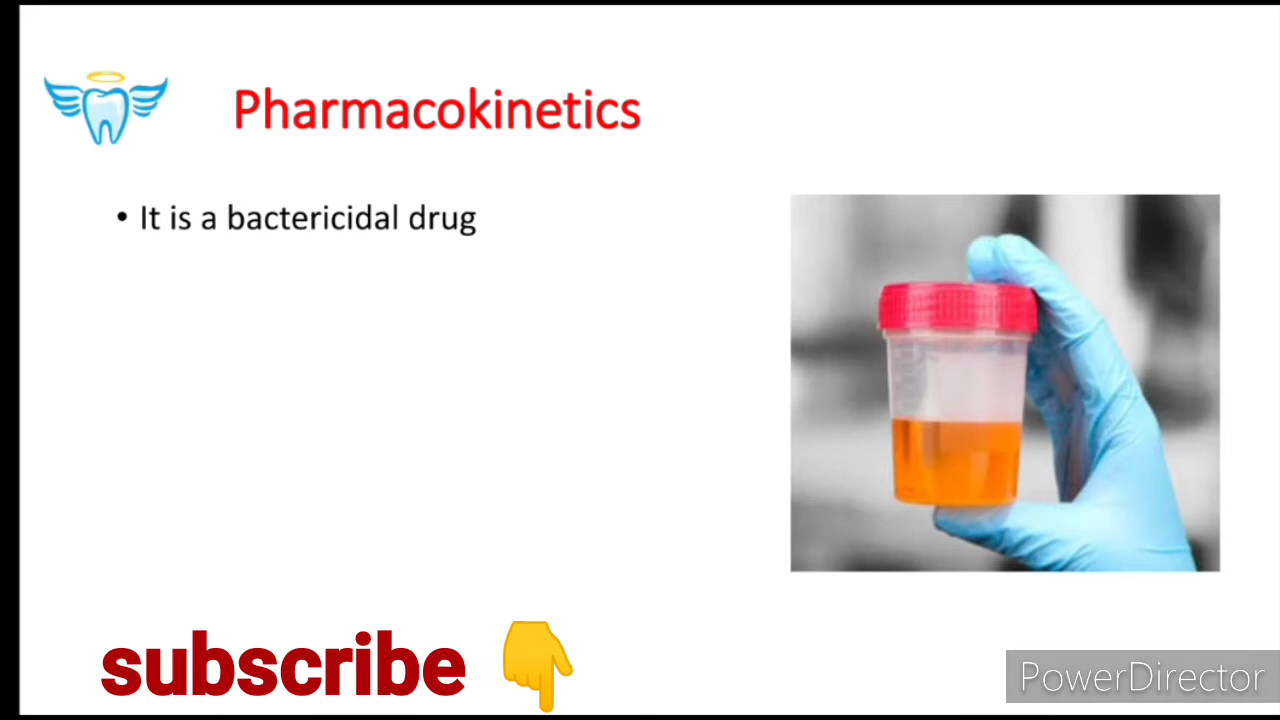 Pharmacokinetics
• It is a bactericidal drug
subscribe
PowerDirector